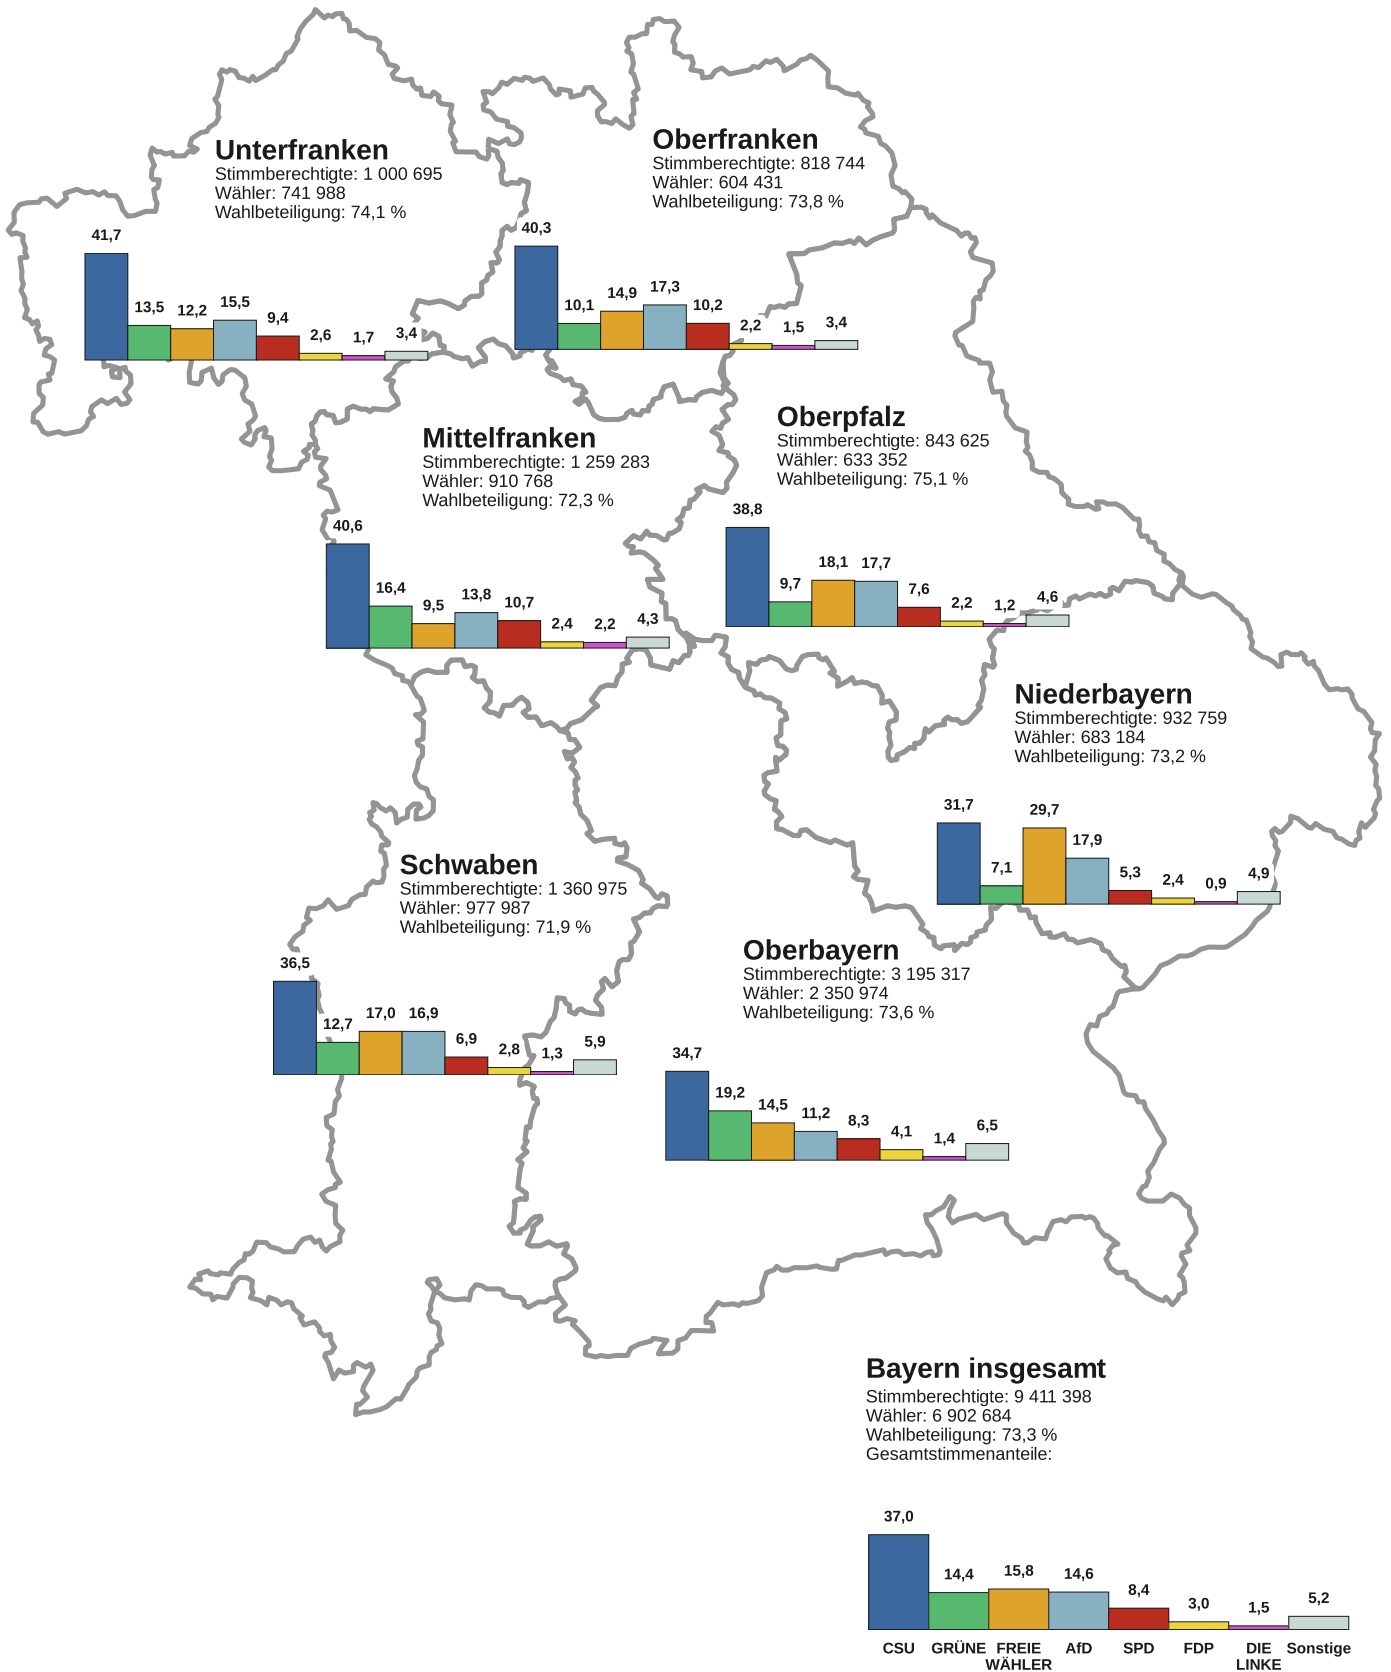 Unterfranken
Stimmberechtigte: 1 000 695
Wähler: 741 988
Wahlbeteiligung: 74,1 %
41,7
13,5
12,2
15,5
9,4
2,6
1,7
3,4
Oberfranken
Stimmberechtigte: 818 744
Wähler: 604 431
Wahlbeteiligung: 73,8 %
40,3
10,1
14,9
17,3
10,2
2,2
1,5
3,4
Mittelfranken
Stimmberechtigte: 1 259 283
Wähler: 910 768
Wahlbeteiligung: 72,3 %
40,6
16,4
9,5
13,8
10,7
2,4
2,2
4,3
Oberpfalz
Stimmberechtigte: 843 625
Wähler: 633 352
Wahlbeteiligung: 75,1 %
38,8
9,7
18,1
17,7
7,6
2,2
1,2
4,6
Niederbayern
Stimmberechtigte: 932 759
Wähler: 683 184
Wahlbeteiligung: 73,2 %
31,7
7,1
29,7
17,9
5,3
2,4
0,9
4,9
Schwaben
Stimmberechtigte: 1 360 975
Wähler: 977 987
Wahlbeteiligung: 71,9 %
36,5
12,7
17,0
16,9
6,9
2,8
1,3
5,9
Oberbayern
Stimmberechtigte: 3 195 317
Wähler: 2 350 974
Wahlbeteiligung: 73,6 %
34,7
19,2
14,5
11,2
8,3
4,1
1,4
6,5
Bayern insgesamt
Stimmberechtigte: 9 411 398
Wähler: 6 902 684
Wahlbeteiligung: 73,3 %
Gesamtstimmenanteile:
37,0
14,4
15,8
14,6
8,4
3,0
1,5
5,2
CSU
GRÜNE
FREIE
WÄHLER
AfD
SPD
FDP
DIE
LINKE
Sonstige